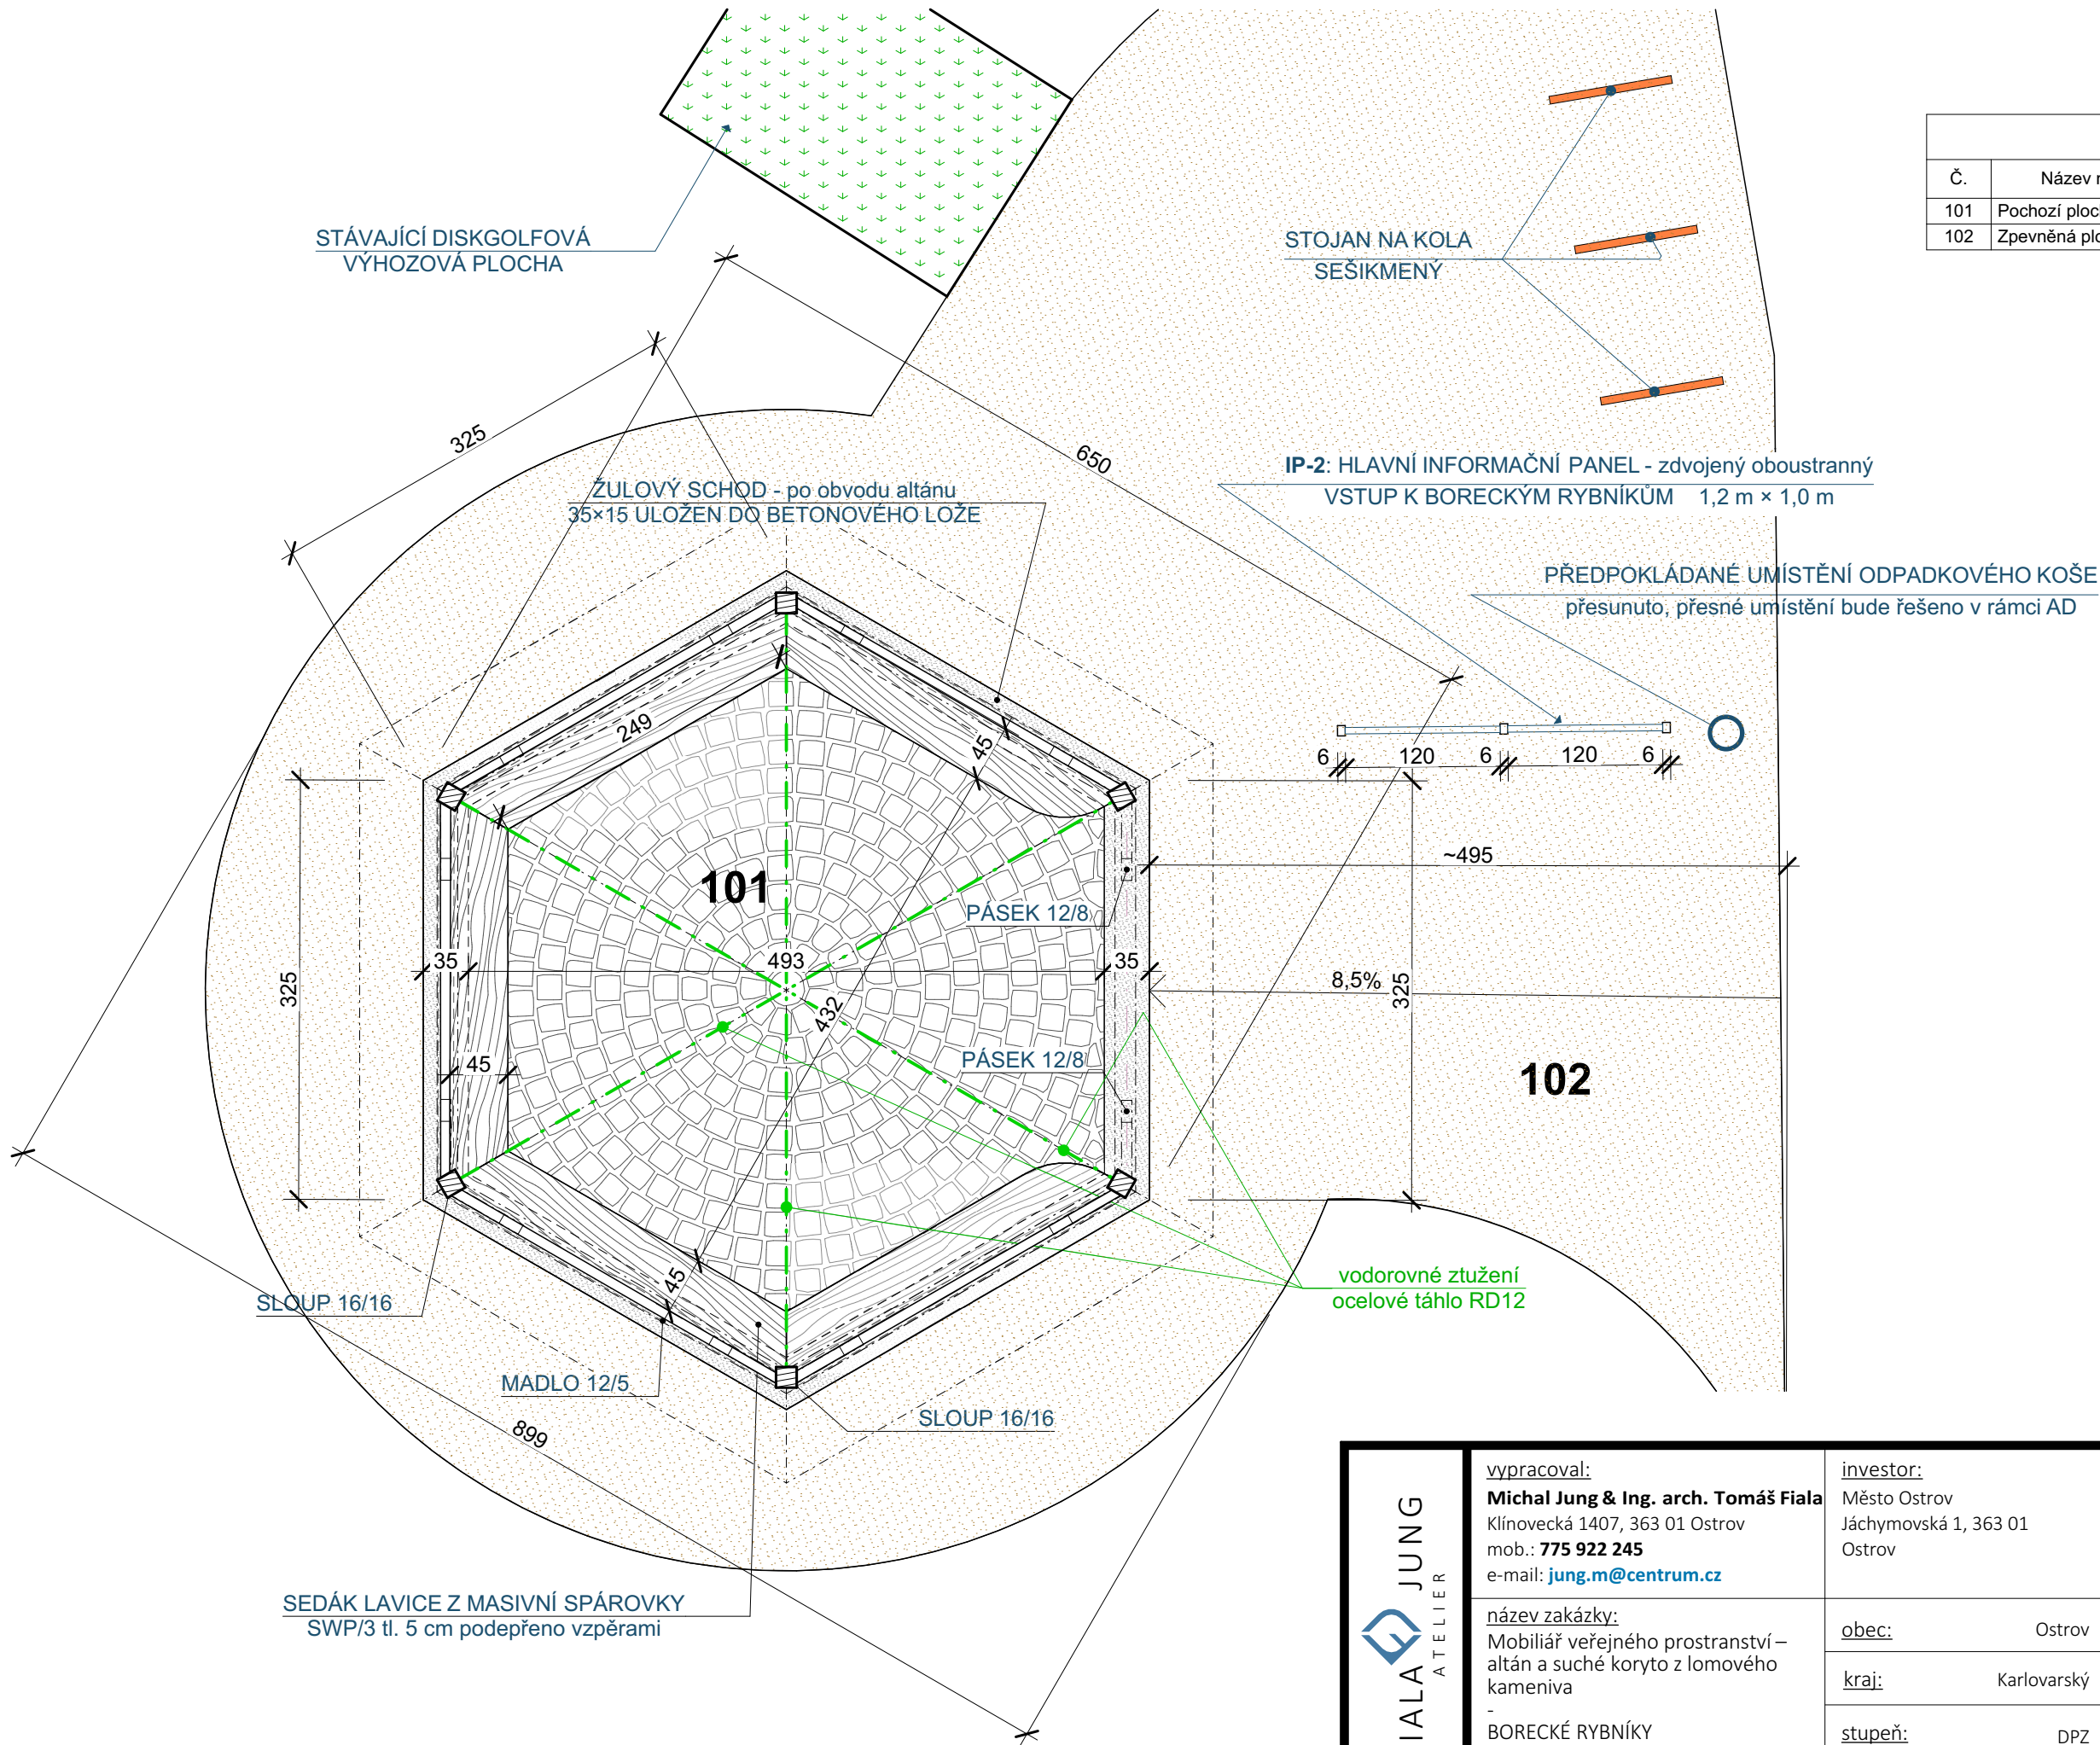 STÁVAJÍCÍ DISKGOLFOVÁ
VÝHOZOVÁ PLOCHA
STOJAN NA KOLA
SEŠIKMENÝ
Č.
Název
101
Pochozí
102
Zpevněná
325
650
ŽULOVÝ SCHOD - po obvodu altánu
35×15 ULOŽEN DO BETONOVÉHO LOŽE
IP-2: HLAVNÍ INFORMAČNÍ PANEL - zdvojený oboustranný
VSTUP K BORECKÝM RYBNÍKŮM 1,2 m × 1,0 m
PŘEDPOKLÁDANÉ UMÍSTĚNÍ ODPADKOVÉHO KOŠE
přesunuto, přesné umístění bude řešeno v rámci AD
249
45
6 120 6 120 6
~495
101
PÁSEK 12/8
35
493
35
325
432
8,5%
325
45
PÁSEK 12/8
102
45
vodorovné ztužení
ocelové táhlo RD12
SLOUP 16/16
MADLO 12/5
SLOUP 16/16
899
SEDÁK LAVICE Z MASIVNÍ SPÁROVKY
SWP/3 tl. 5 cm podepřeno vzpěrami
IALA JUNG
ATELIER
vypracoval:
Michal Jung & Ing. arch. Tomáš Fiala
Klínovecká 1407, 363 01 Ostrov
mob.: 775 922 245
e-mail: jung.m@centrum.cz
investor:
Město Ostrov
Jáchymovská 1, 363 01
Ostrov
název zakázky:
Mobiliář veřejného prostranství –
altán a suché koryto z lomového
kameniva
-
BORECKÉ RYBNÍKY
obec: Ostrov
kraj: Karlovarský
stupeň: DPZ